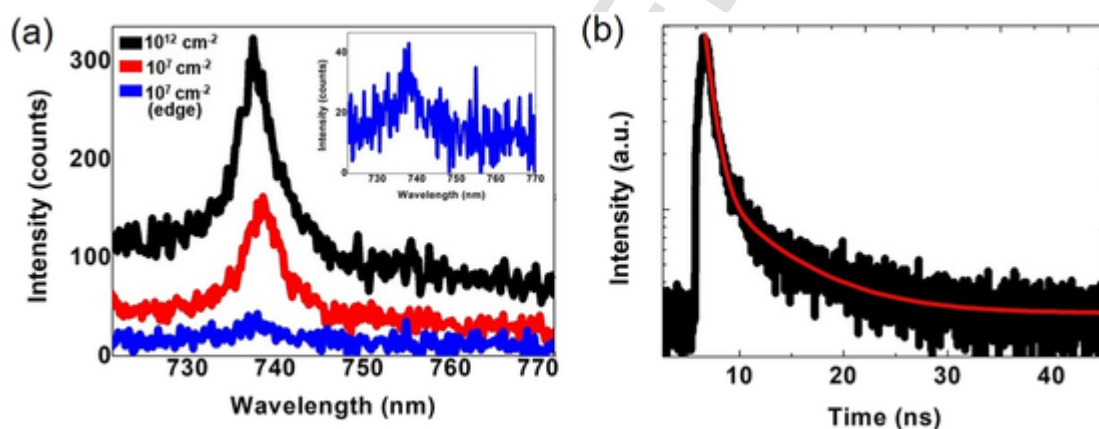 (a)
10¹² cm⁻²
10⁷ cm⁻²
10⁷ cm⁻²
(edge)
300
200
100
0
Intensity (counts)
730 740 750 760 770
Wavelength (nm)
40
20
0
Intensity (counts)
730 740 750 760 770
Wavelength (nm)
(b)
Intensity (a.u.)
10 20 30 40
Time (ns)